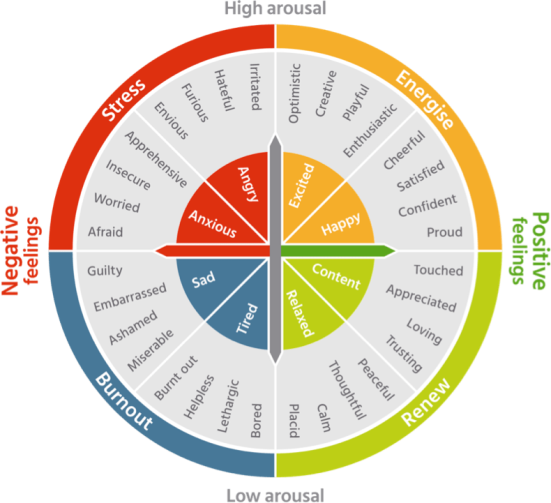 High arousal
Stress
Energise
Irritated
Hateful
Furious
Envious
Apprehensive
Insecure
Worried
Afraid
Optimistic
Creative
Playful
Enthusiastic
Cheerful
Satisfied
Confident
Proud
Angry
Anxious
Excited
Happy
Negative
feelings
Positive
feelings
Sad
Tired
Content
Relaxed
Guilty
Embarrassed
Ashamed
Miserable
Burnt out
Helpless
Lethargic
Bored
Touched
Appreciated
Loving
Trusting
Peaceful
Thoughtful
Calm
Placid
Burnout
Renew
Low arousal